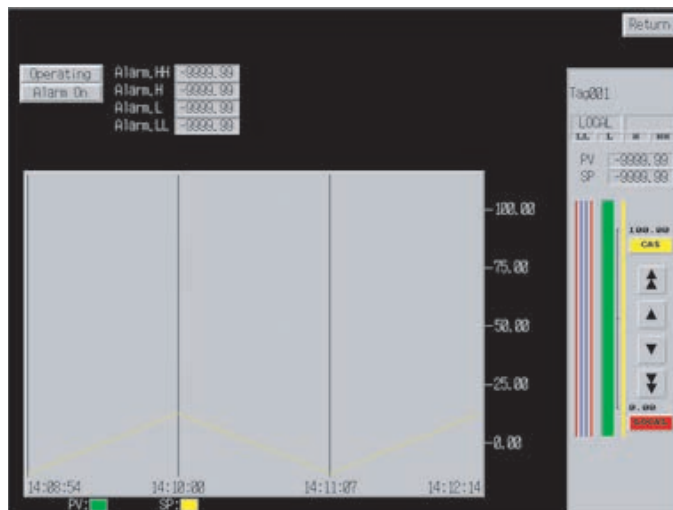 Return
Operating
Alarm On
Alarm.HH -9999.99
Alarm.H -9999.99
Alarm.L -9999.99
Alarm.LL -9999.99
Tag001
LOCAL
LL L H HH
PV -9999.99
SP -9999.99
100.00
CAS
0.00
100.00
75.00
50.00
25.00
0.00
14:08:54 14:10:00 14:11:07 14:12:14
PV: SP: